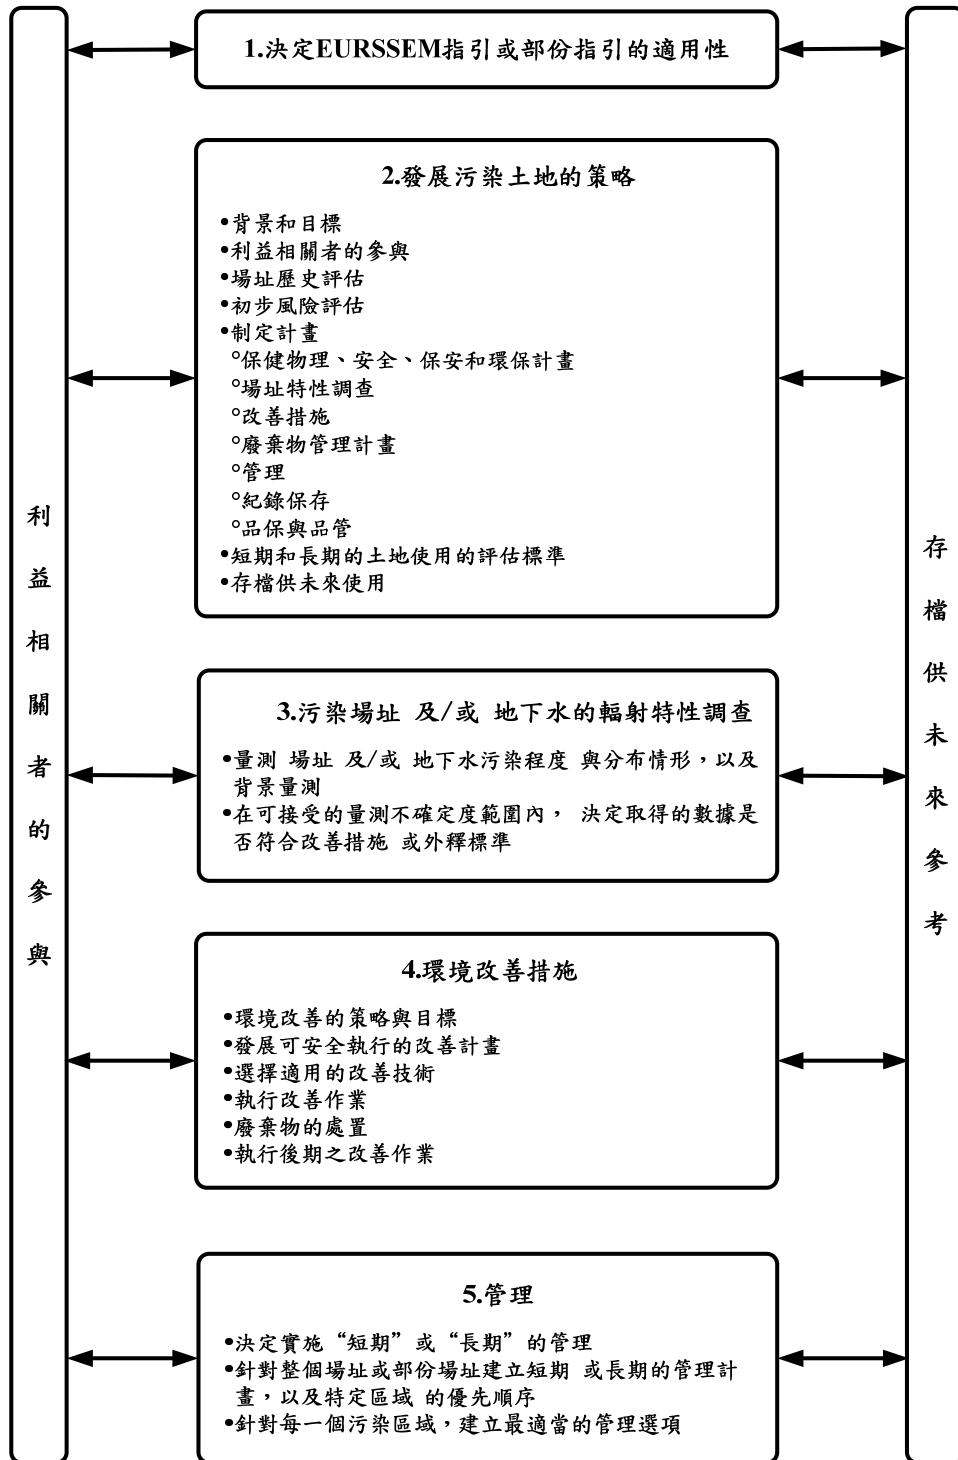 1.決定EURSSEM指引或部份指引的適用性
2.發展污染土地的策略
•背景和目標
•利益相關者的參與
•場址歷史評估
•初步風險評估
•制定計畫
○保健物理、安全、保安和環保計畫
○場址特性調查
○改善措施
○廢棄物管理計畫
○管理
○紀錄保存
○品保與品管
•短期和長期的土地使用的評估標準
•存檔供未來使用
3.污染場址 及/或 地下水的輻射特性調查
•量測 場址 及/或 地下水污染程度 與分布情形，以及
背景量測
•在可接受的量測不確定度範圍內， 決定取得的數據是
否符合改善措施 或外釋標準
4.環境改善措施
•環境改善的策略與目標
•發展可安全執行的改善計畫
•選擇適用的改善技術
•執行改善作業
•廢棄物的處置
•執行後期之改善作業
5.管理
•決定實施“短期”或“長期”的管理
•針對整個場址或部份場址建立短期 或長期的管理計
畫，以及特定區域 的優先順序
•針對每一個污染區域，建立最適當的管理選項
利益相關者的參與
存檔供未來參考